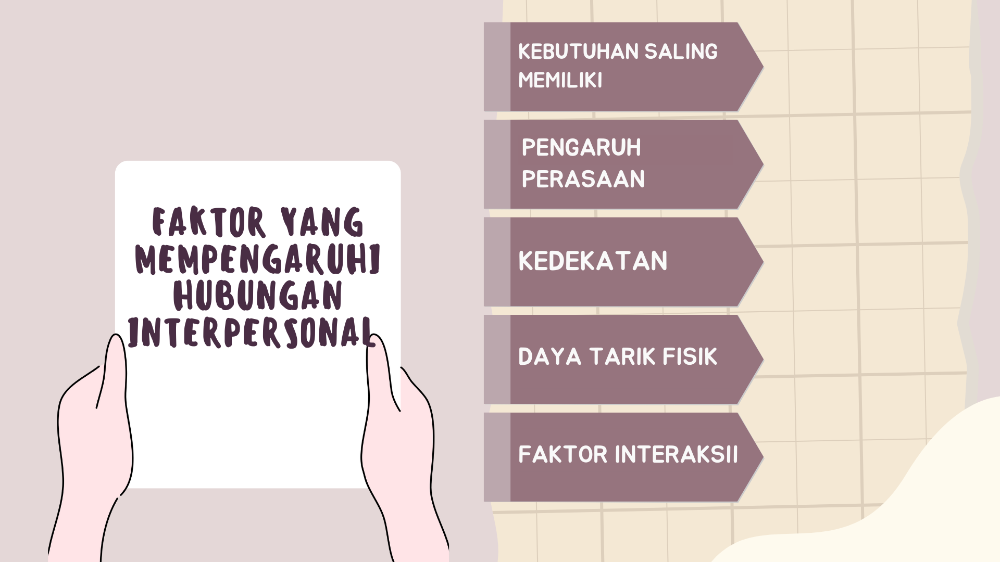 FAKTOR YANG
MEMPENGARUHI
HUBUNGAN
INTERPERSONAL
KEBUTUHAN SALING
MEMILIKI
PENGARUH
PERASAAN
KEDEKATAN
DAYA TARIK FISIK
FAKTOR INTERAKSII